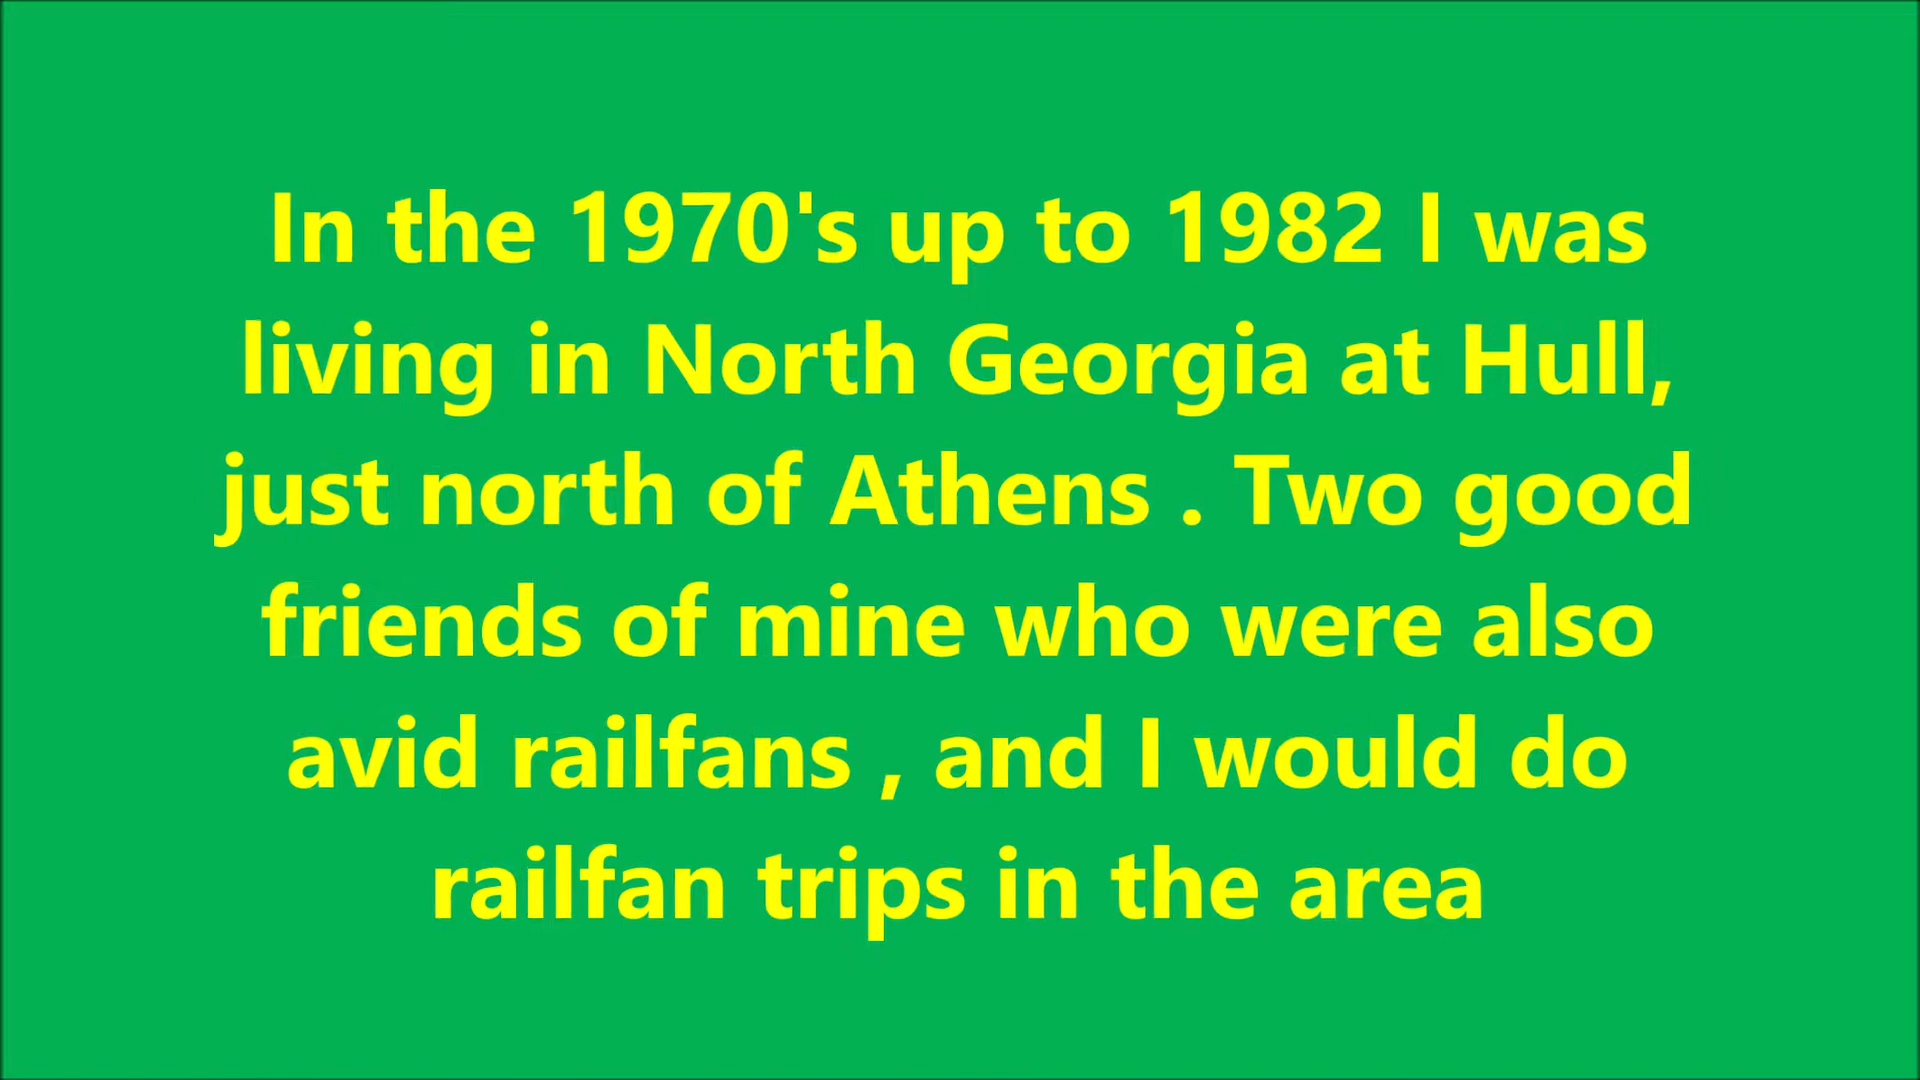 In the 1970's up to 1982 I was
living in North Georgia at Hull,
just north of Athens . Two good
friends of mine who were also
avid railfans , and I would do
railfan trips in the area